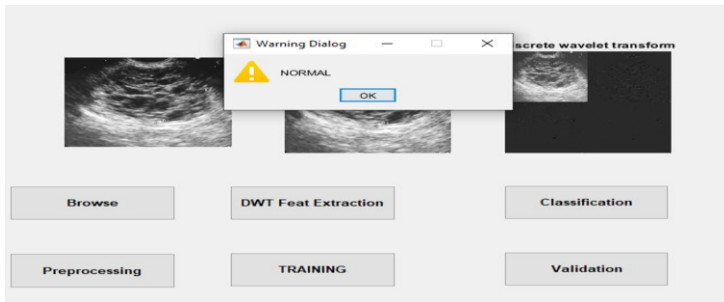 Warning Dialog
NORMAL
OK
screte wavelet transform
Browse
DWT Feat Extraction
Classification
Preprocessing
TRAINING
Validation